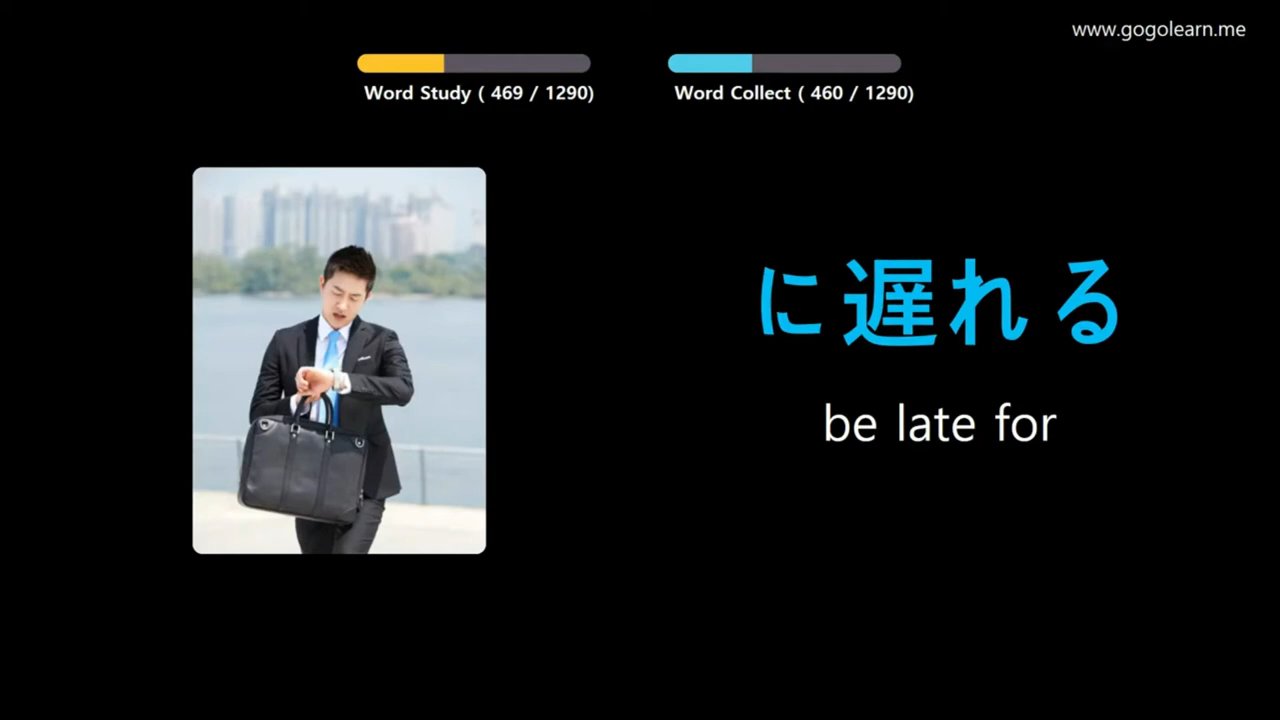 www.gogolearn.me
Word Study ( 469 / 1290)
Word Collect ( 460 / 1290)
に遅れる
be late for